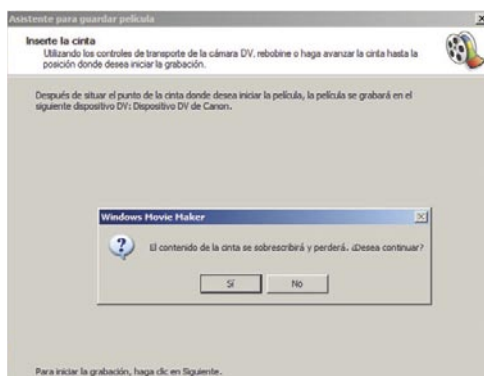 Asistente para guardar película
Inserte la cinta
Utilizando los controles de transporte de la cámara DV, rebobine o haga avanzar la cinta hasta la
posición donde desea iniciar la grabación.
Después de situar el punto de la cinta donde desea iniciar la película, la película se grabará en el
siguiente dispositivo DV: Dispositivo DV de Canon.
Windows Movie Maker
El contenido de la cinta se sobrescribirá y perderá. ¿Desea continuar?
Sí
No
Para iniciar la grabación, haga clic en Siguiente.